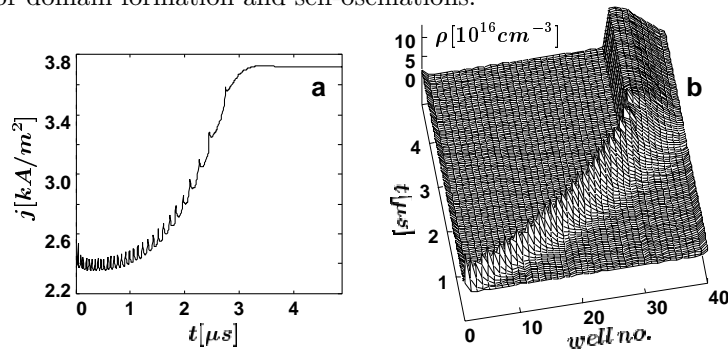 or domain formation and self oscillations.
3.8
3.4
3.0
2.6
2.2
j[kA/m²]
a
0
1
2
3
4
t[μs]
ρ[10¹⁶cm⁻³]
10
5
0
b
4
3
2
1
t[μs]
0
10
20
30
40
well no.